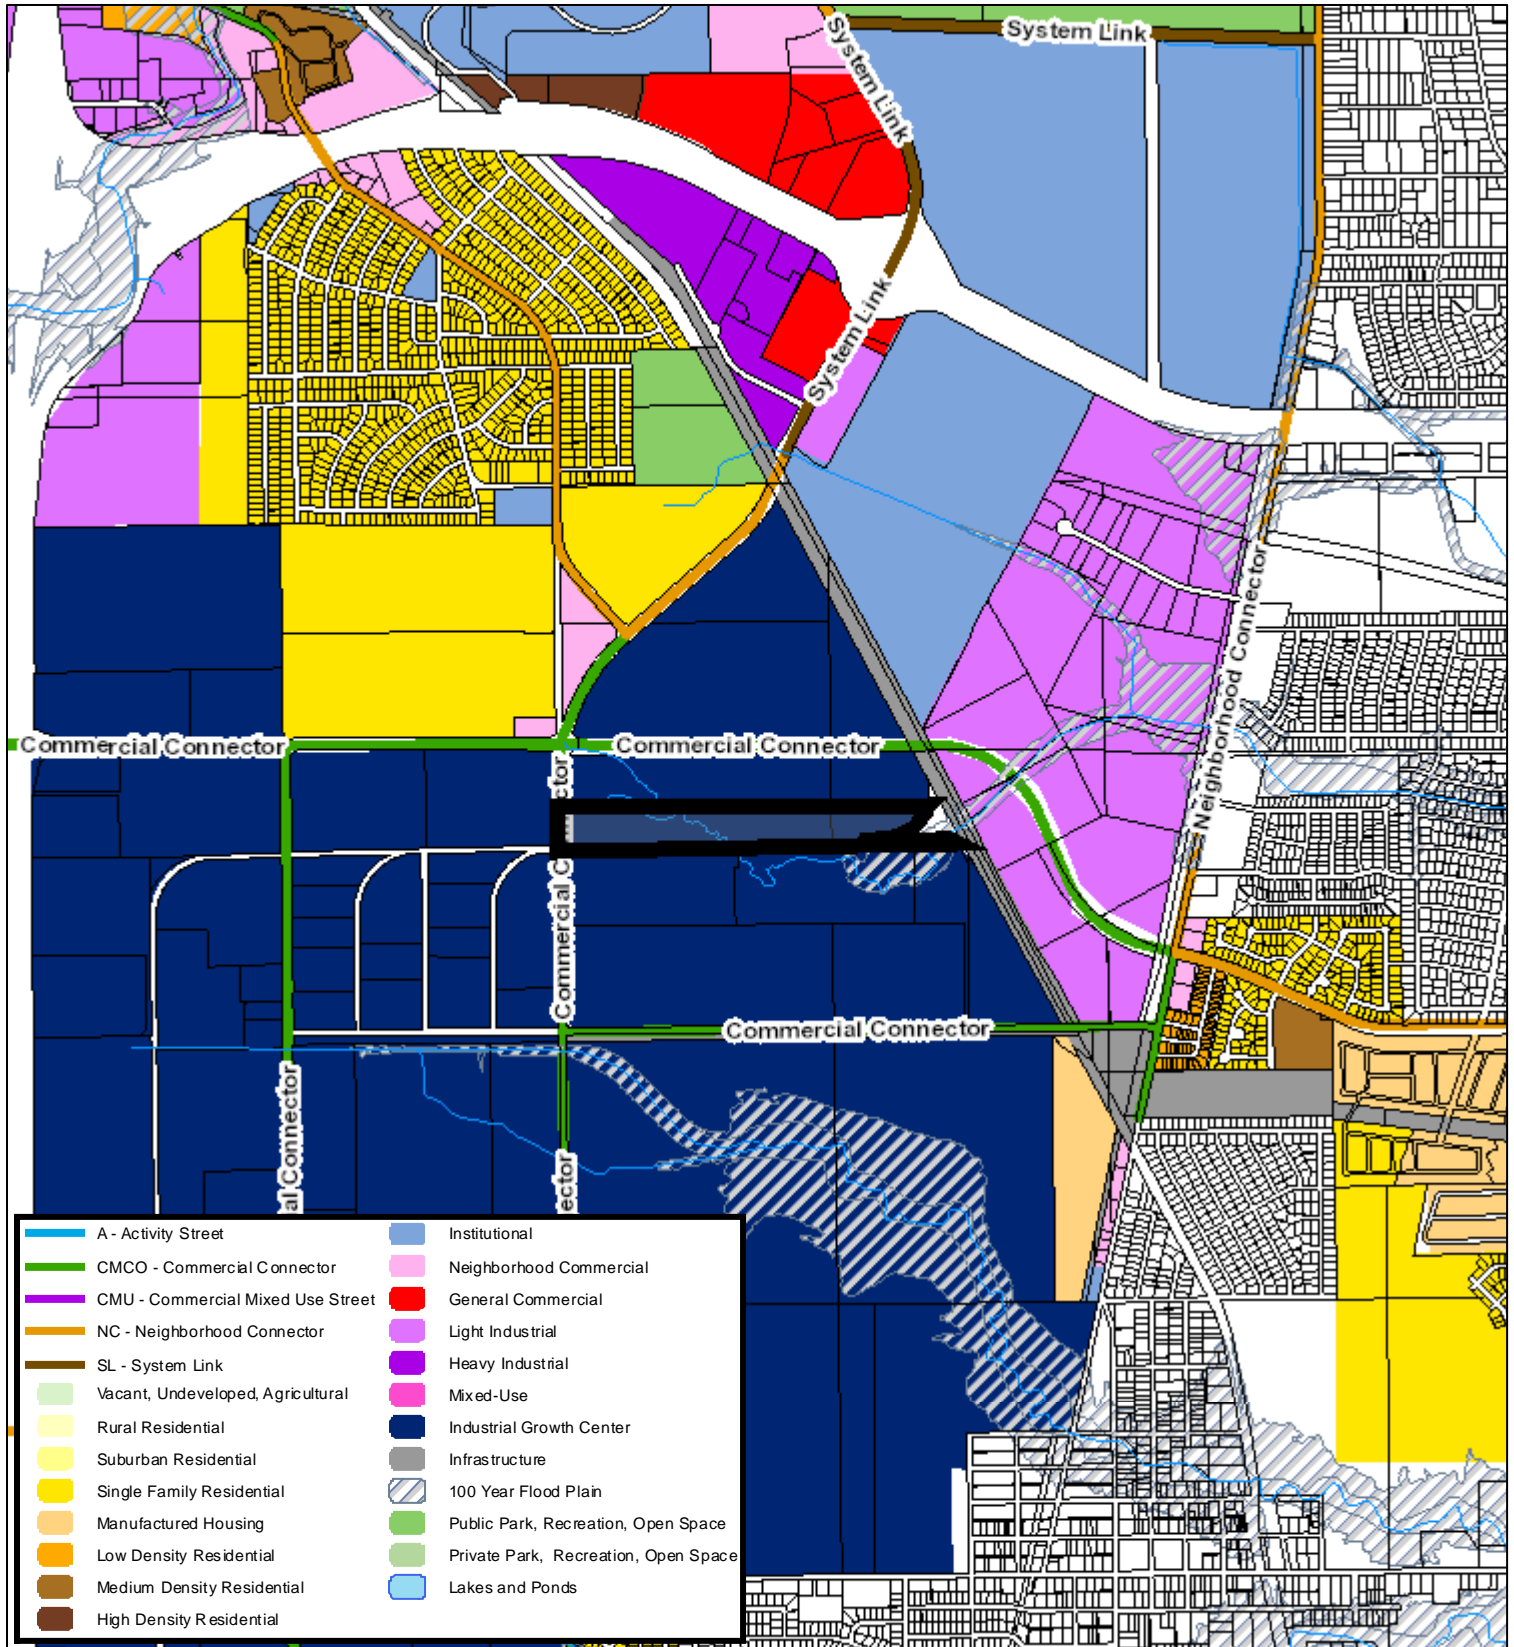 System Link
System Link
System Link
Neighborhood Connector
Commercial Connector
Commercial Connector
ctor
Commercial C
Commercial Connector
al Connector
ector
A - Activity Street
CMCO - Commercial Connector
CMU - Commercial Mixed Use Street
NC - Neighborhood Connector
SL - System Link
Vacant, Undeveloped, Agricultural
Rural Residential
Suburban Residential
Single Family Residential
Manufactured Housing
Low Density Residential
Medium Density Residential
High Density Residential
Institutional
Neighborhood Commercial
General Commercial
Light Industrial
Heavy Industrial
Mixed-Use
Industrial Growth Center
Infrastructure
100 Year Flood Plain
Public Park, Recreation, Open Space
Private Park, Recreation, Open Space
Lakes and Ponds